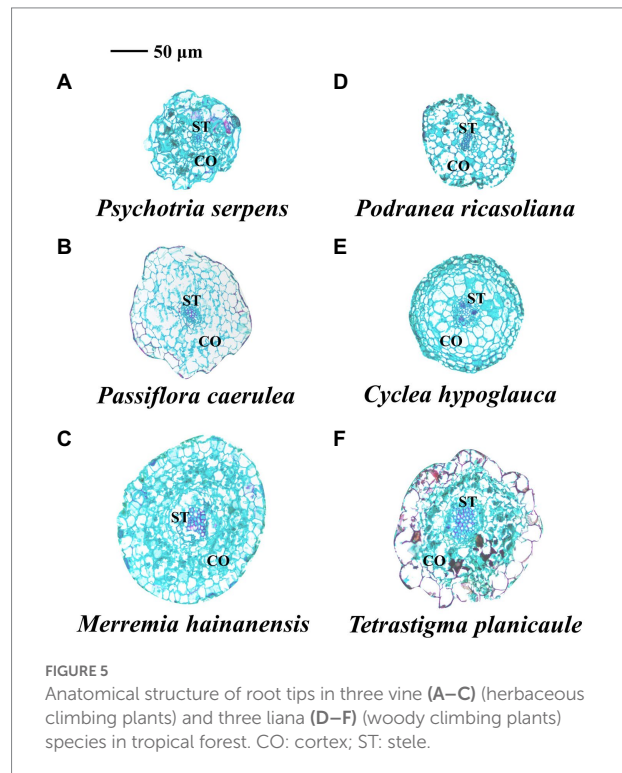 50 µm
A
ST
CO
Psychotria serpens
B
ST
CO
Passiflora caerulea
C
ST
CO
Merremia hainanensis
D
ST
CO
Podranea ricasoliana
E
ST
CO
Cyclea hypoglauca
F
ST
CO
Tetrastigma planicaule
FIGURE 5
Anatomical structure of root tips in three vine (A–C) (herbaceous
climbing plants) and three liana (D–F) (woody climbing plants)
species in tropical forest. CO: cortex; ST: stele.